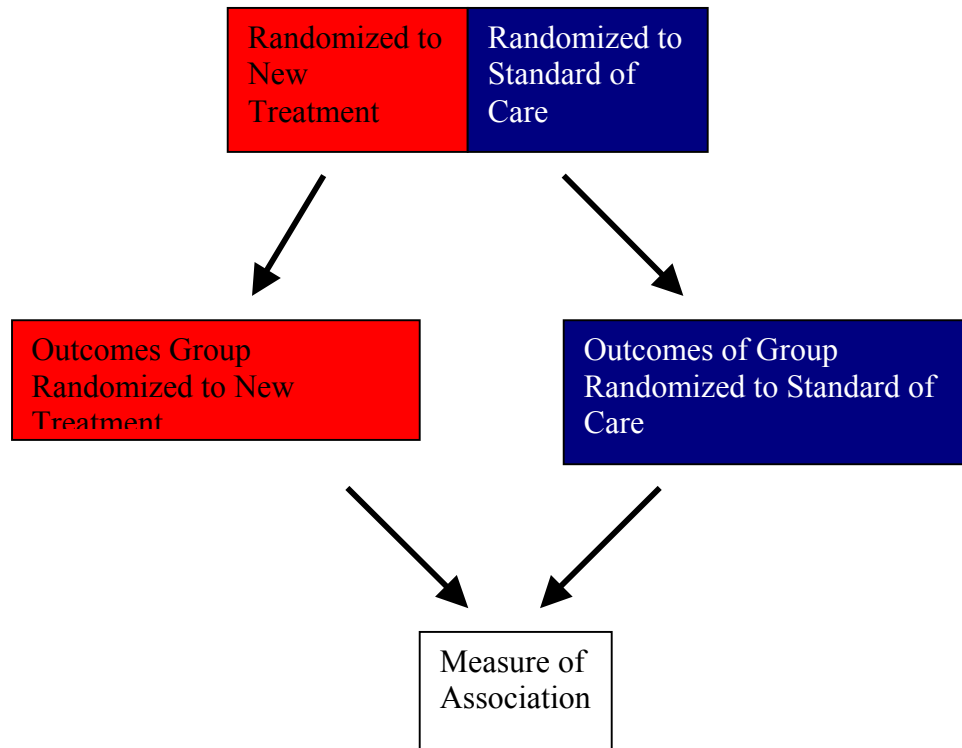 Randomized to
New
Treatment
Randomized to
Standard of
Care
Outcomes Group
Randomized to New
Treatment
Outcomes of Group
Randomized to Standard of
Care
Measure of
Association